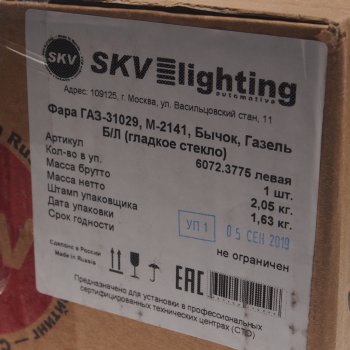 SKV
SKV lighting
automotive
Адрес: 109125, г. Москва, ул. Васильцовский стан, 11
Фара ГАЗ-31029, М-2141, Бычок, Газель
Б/Л (гладкое стекло)
Артикул 6072.3775 левая
Кол-во в уп. 1 шт.
Масса брутто 2,05 кг.
Масса нетто 1,63 кг.
Штамп упаковщика УП 1
Дата упаковки 05 СЕН 2019
Срок годности не ограничен
Сделано в России
Made in Russia
EAC
Предназначено для установки в профессиональных
сертифицированных технических центрах (СТО)